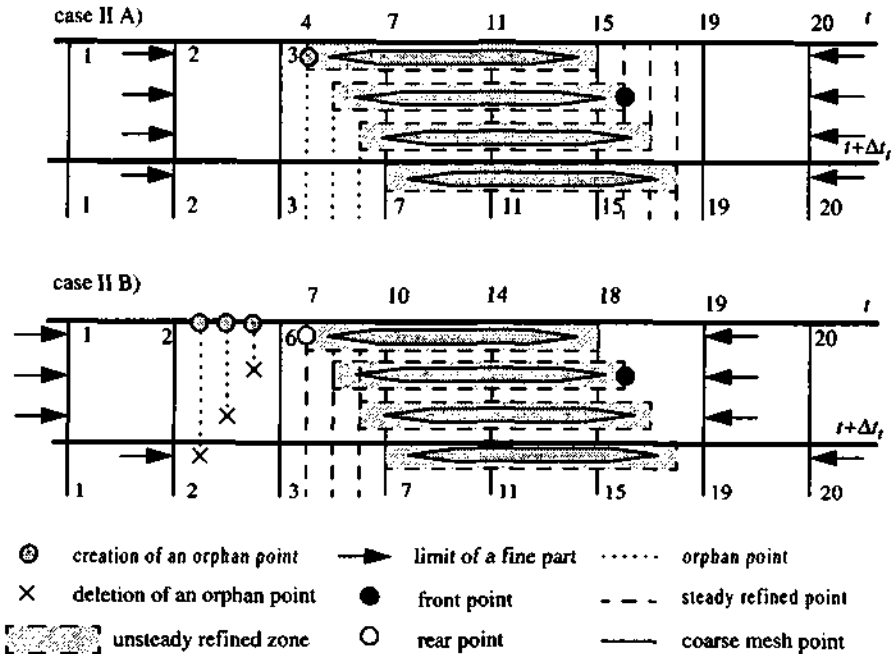 case II A)
4 7 11 15 19 20 t
1 2 3
t+Δt_t
1 2 3 7 11 15 19 20
case II B)
7 10 14 18 19 t
1 2 6 20
t+Δt_t
1 2 3 7 11 15 19 20
creation of an orphan point
limit of a fine part
orphan point
deletion of an orphan point
front point
steady refined point
unsteady refined zone
rear point
coarse mesh point